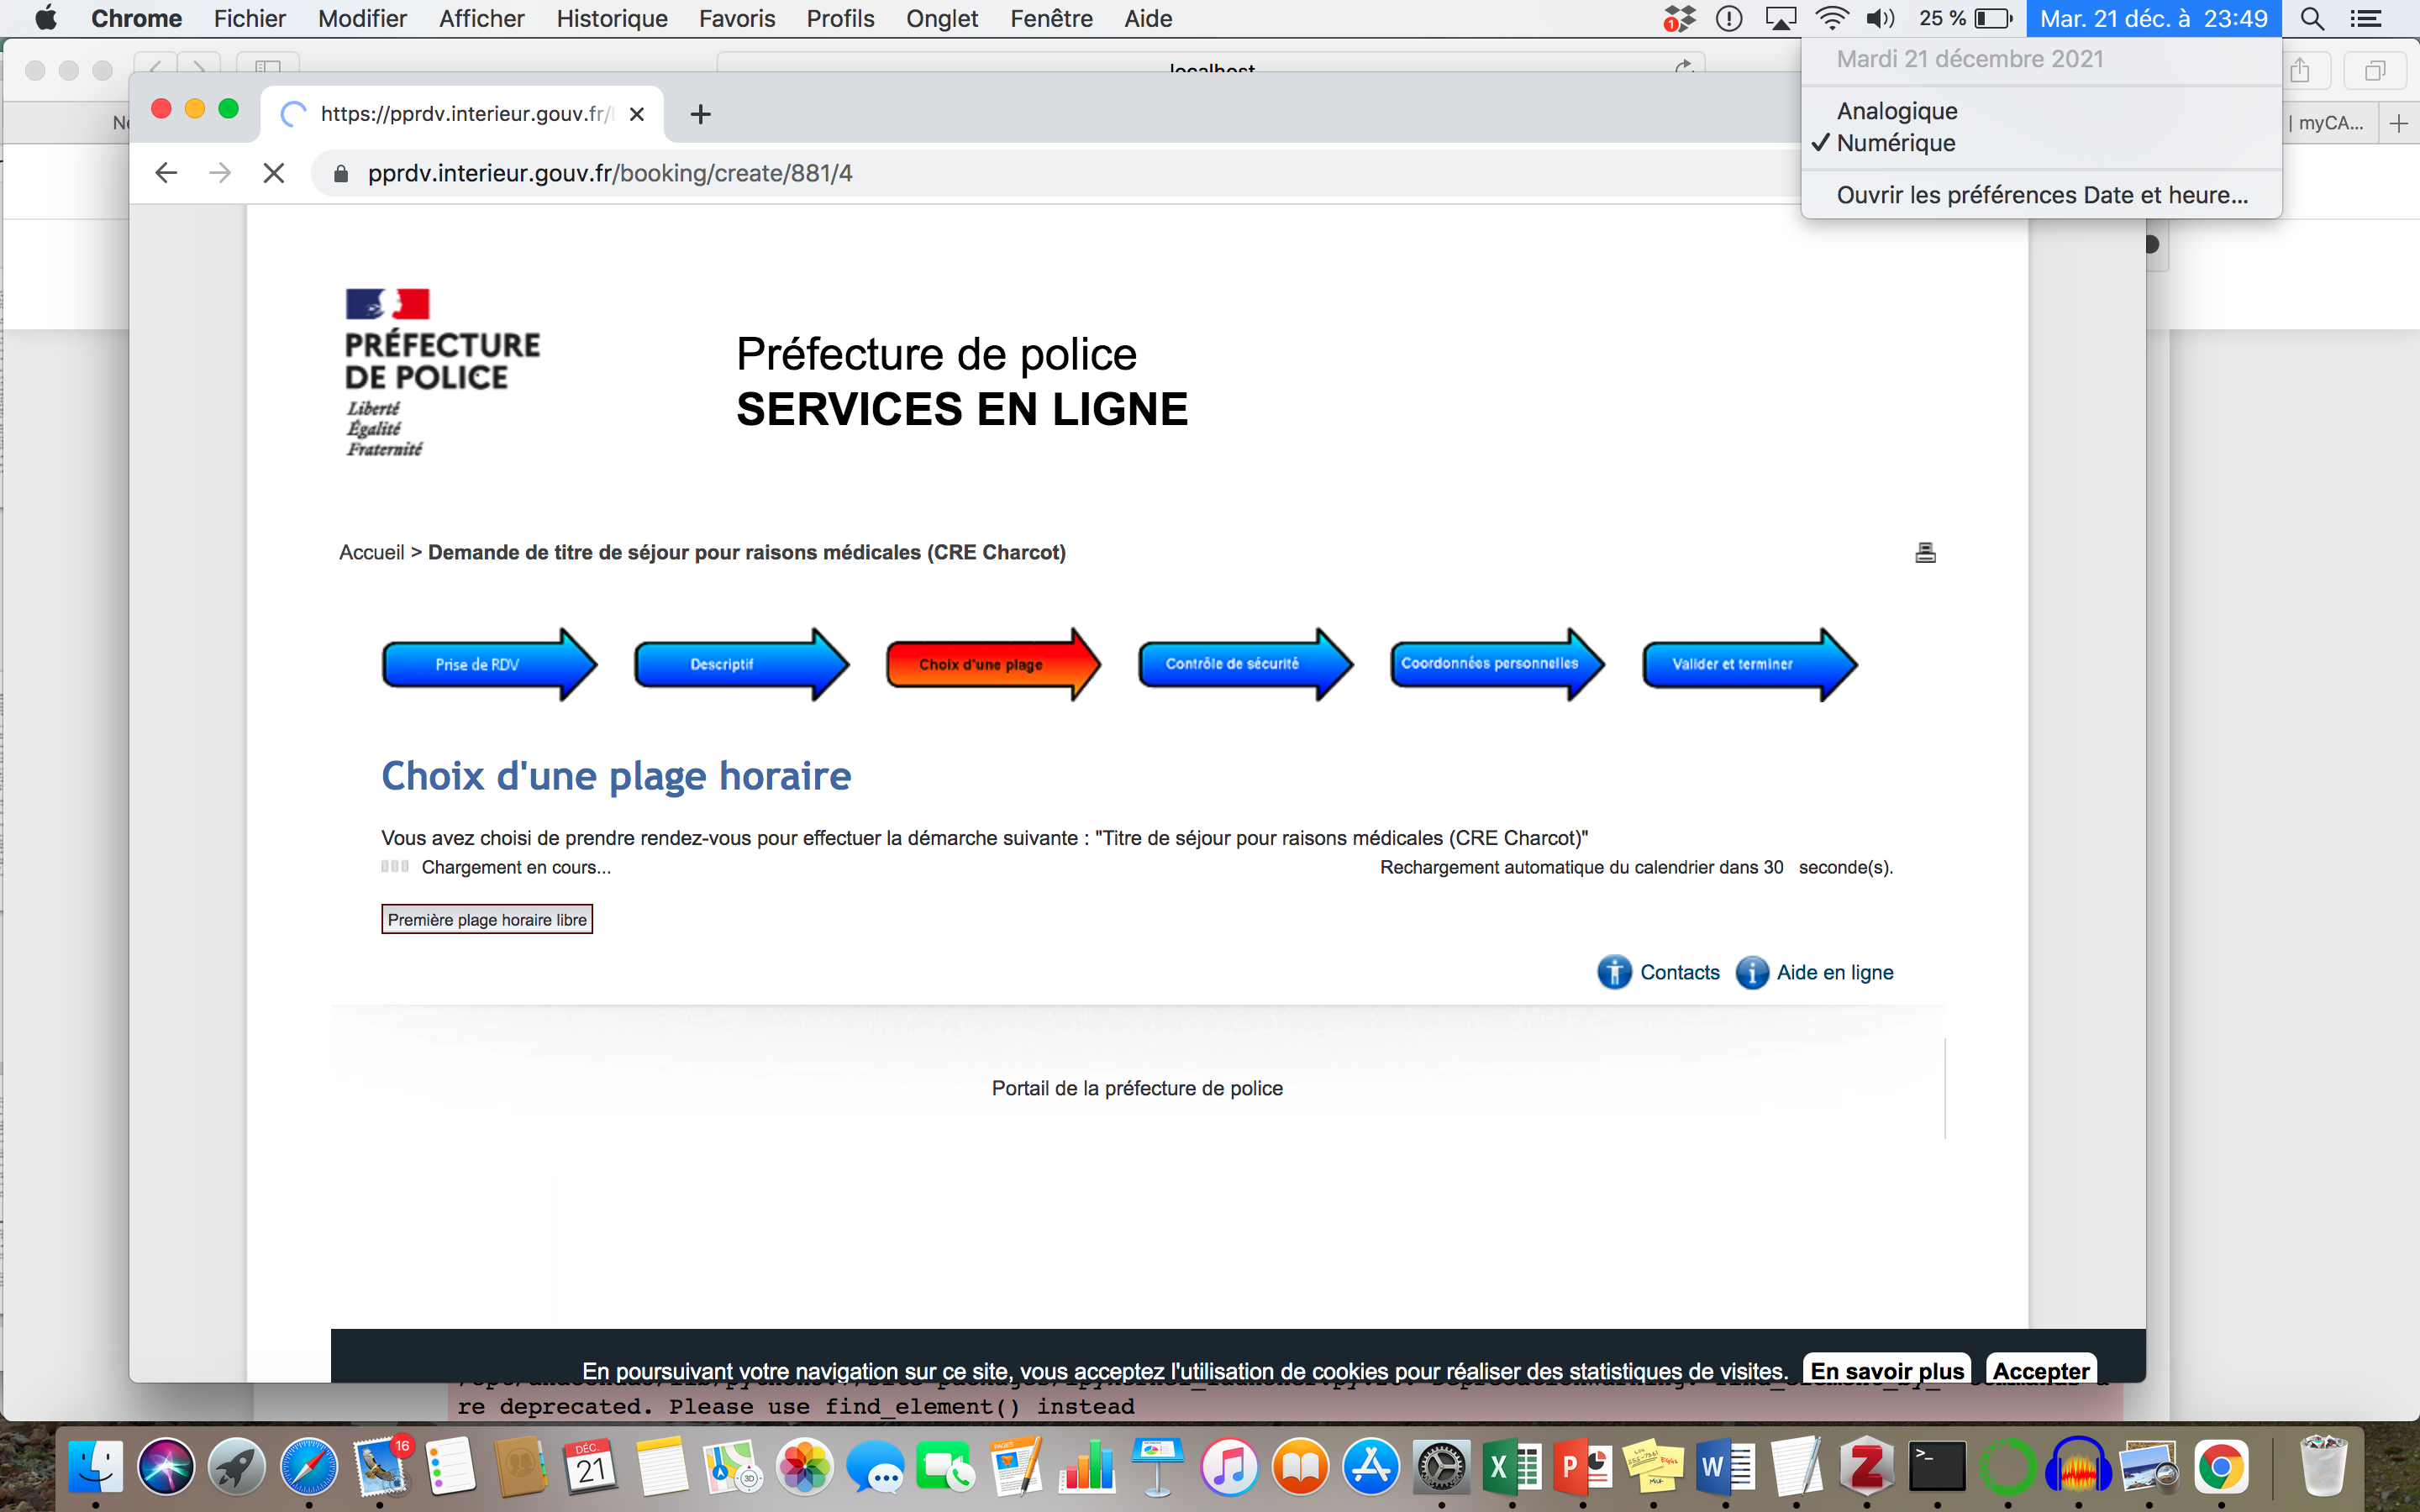 Chrome Fichier Modifier Afficher Historique Favoris Profils Onglet Fenêtre Aide 1 25 % Mar. 21 déc. à 23:49
localhost
Mardi 21 décembre 2021
Analogique
✓ Numérique
Ouvrir les préférences Date et heure...
https://pprdv.interieur.gouv.fr/
| myCA...
pprdv.interieur.gouv.fr/booking/create/881/4
PRÉFECTURE
DE POLICE
Liberté
Égalité
Fraternité
Préfecture de police
SERVICES EN LIGNE
Accueil > Demande de titre de séjour pour raisons médicales (CRE Charcot)
Prise de RDV Descriptif Choix d'une plage Contrôle de sécurité Coordonnées personnelles Valider et terminer
Choix d'une plage horaire
Vous avez choisi de prendre rendez-vous pour effectuer la démarche suivante : "Titre de séjour pour raisons médicales (CRE Charcot)"
Chargement en cours... Rechargement automatique du calendrier dans 30 seconde(s).
Première plage horaire libre
Contacts Aide en ligne
Portail de la préfecture de police
En poursuivant votre navigation sur ce site, vous acceptez l'utilisation de cookies pour réaliser des statistiques de visites. En savoir plus Accepter
re deprecated. Please use find_element() instead
16
DÉC.
21
3D
PAGES